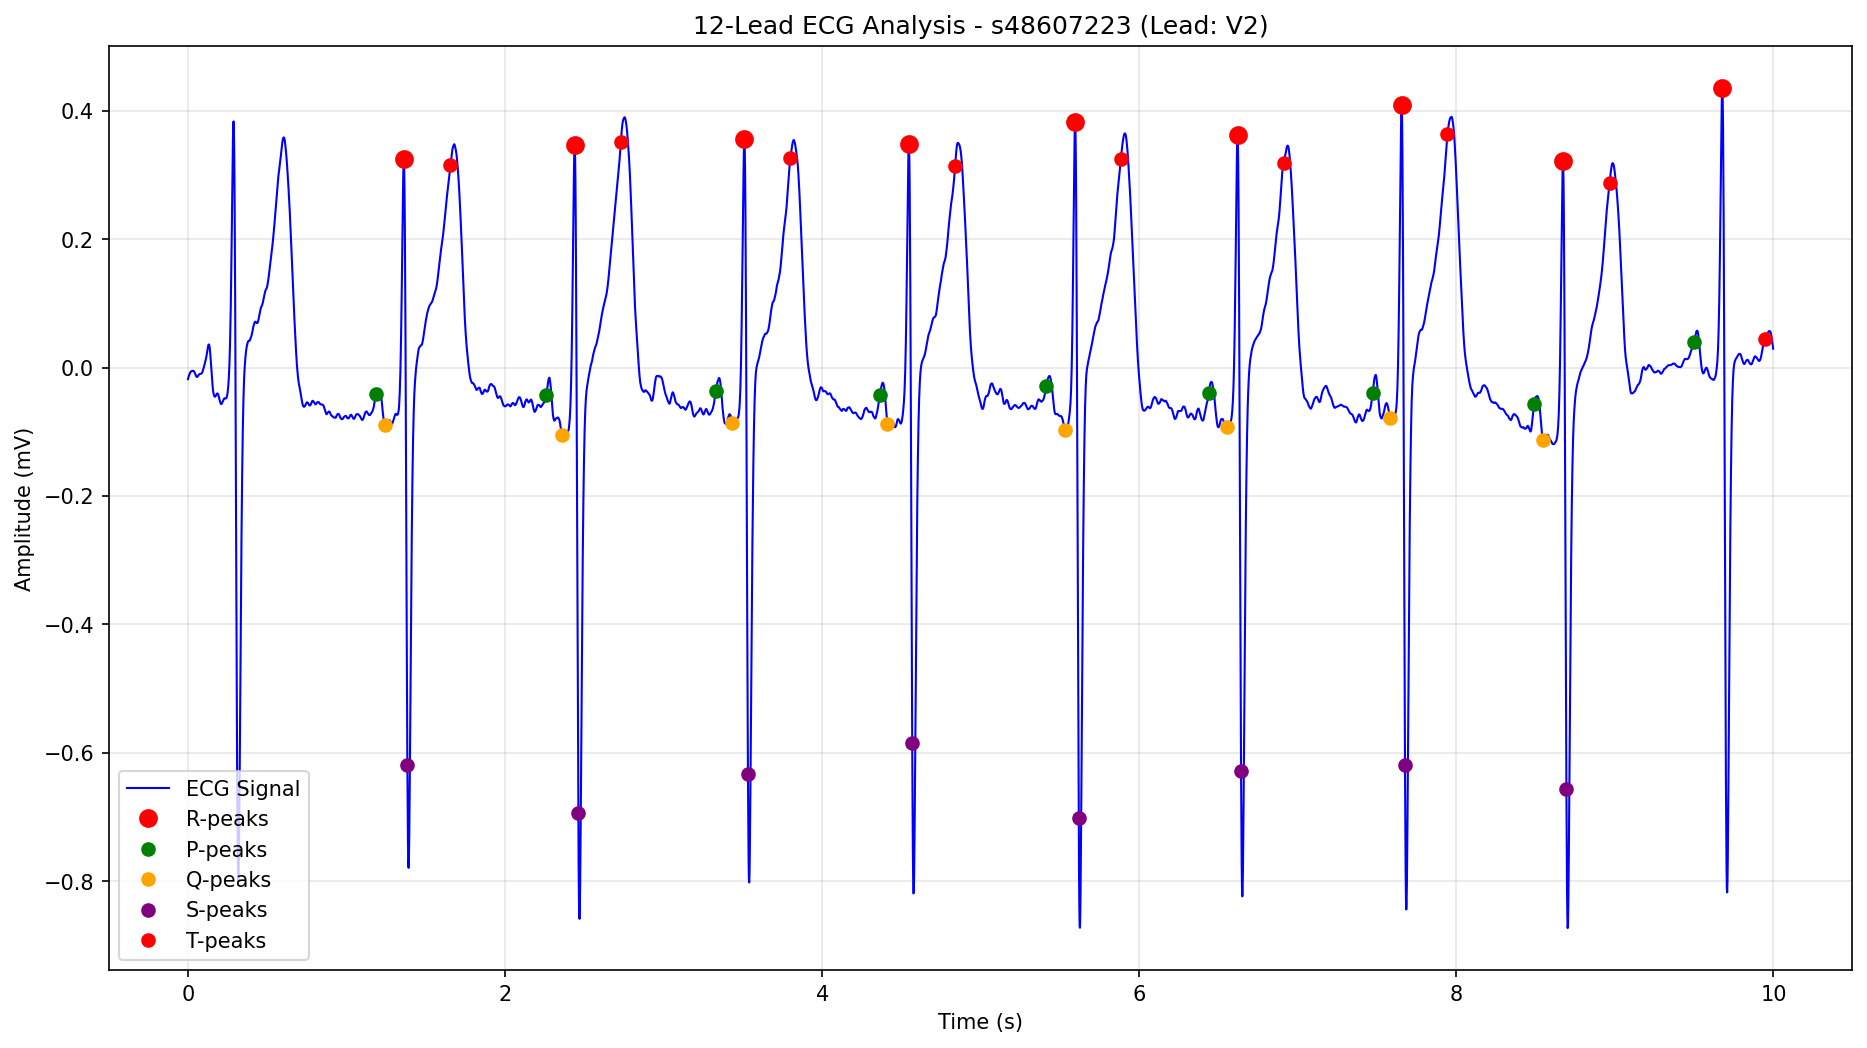 12-Lead ECG Analysis - s48607223 (Lead: V2)
Amplitude (mV)
0.4
0.2
0.0
−0.2
−0.4
−0.6
−0.8
ECG Signal
R-peaks
P-peaks
Q-peaks
S-peaks
T-peaks
0 2 4 6 8 10
Time (s)